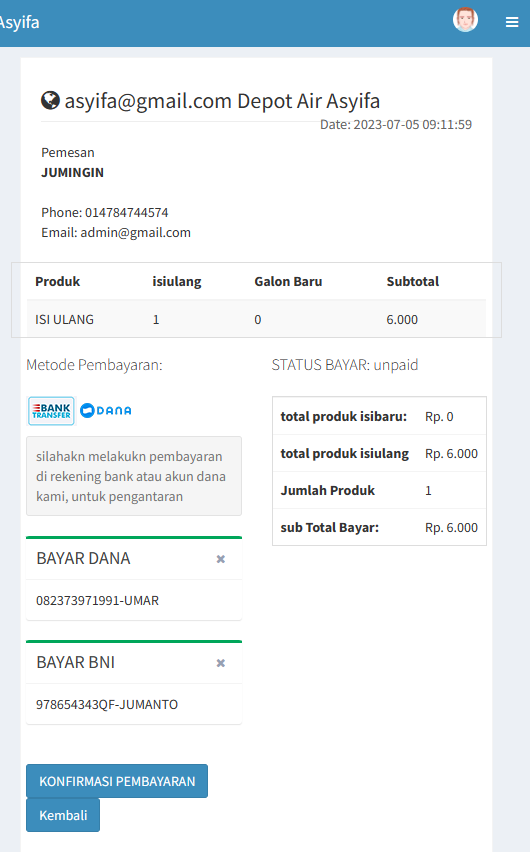 Asyifa
asyifa@gmail.com Depot Air Asyifa
Date: 2023-07-05 09:11:59
Pemesan
JUMINGIN
Phone: 014784744574
Email: admin@gmail.com
Produk isiulang Galon Baru Subtotal
ISI ULANG 1 0 6.000
Metode Pembayaran:
BANK
TRANSFER
DANA
silahakn melakukn pembayaran
di rekening bank atau akun dana
kami, untuk pengantaran
BAYAR DANA
082373971991-UMAR
BAYAR BNI
978654343QF-JUMANTO
STATUS BAYAR: unpaid
total produk isibaru: Rp. 0
total produk isiulang Rp. 6.000
Jumlah Produk 1
sub Total Bayar: Rp. 6.000
KONFIRMASI PEMBAYARAN
Kembali